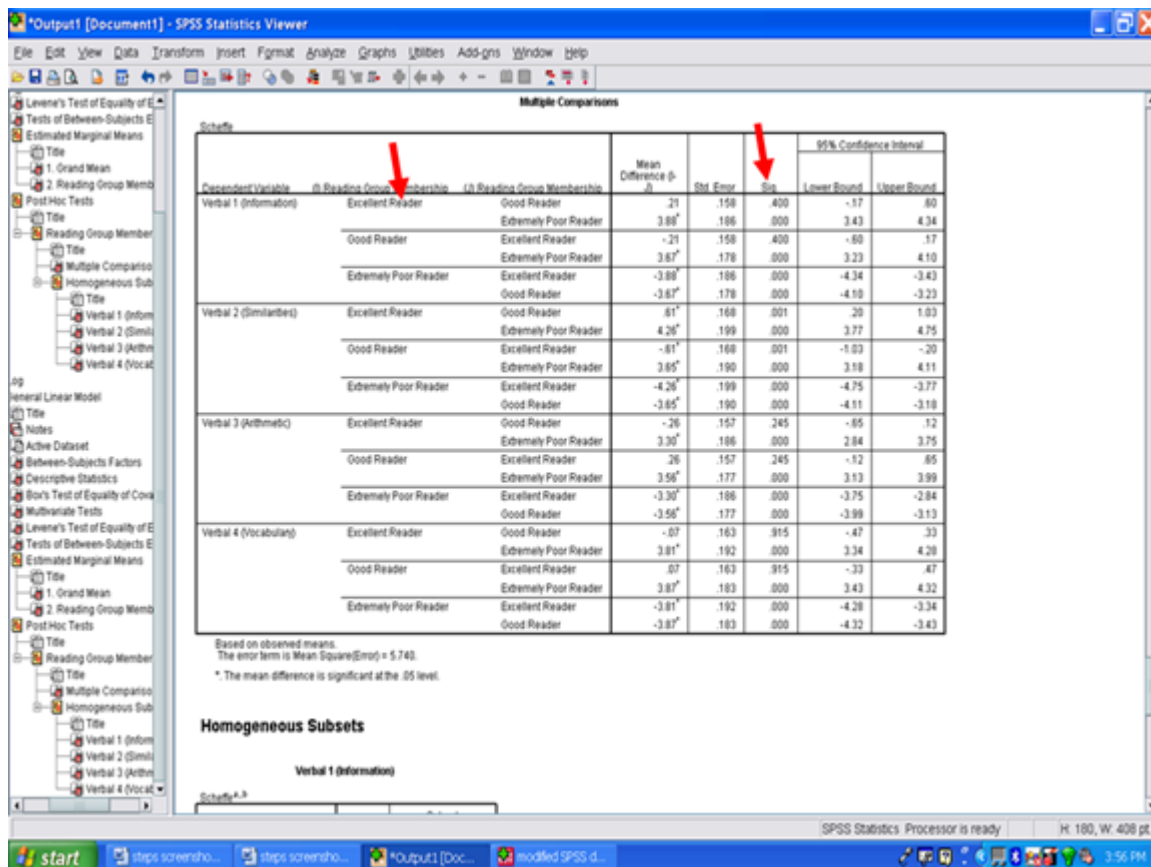 *Output1 [Document1] - SPSS Statistics Viewer
File Edit View Data Transform Insert Format Analyze Graphs Utilities Add-ons Window Help
Levene's Test of Equality of E
Tests of Between-Subjects E
Estimated Marginal Means
Title
1. Grand Mean
2. Reading Group Memb
Post Hoc Tests
Title
Reading Group Member
Title
Multiple Compariso
Homogeneous Sub
Title
Verbal 1 (Inform
Verbal 2 (Simila
Verbal 3 (Arithm
Verbal 4 (Vocat
.og
eneral Linear Model
Title
Notes
Active Dataset
Between-Subjects Factors
Descriptive Statistics
Box's Test of Equality of Cova
Multivariate Tests
Levene's Test of Equality of E
Tests of Between-Subjects E
Estimated Marginal Means
Title
1. Grand Mean
2. Reading Group Memb
Post Hoc Tests
Title
Reading Group Member
Title
Multiple Compariso
Homogeneous Sub
Title
Verbal 1 (Inform
Verbal 2 (Simila
Verbal 3 (Arithm
Verbal 4 (Vocat
Multiple Comparisons
Scheffe
95% Confidence Interval
Dependent Variable (I) Reading Group Membership (J) Reading Group Membership Mean Difference (I-J) Std. Error Sig. Lower Bound Upper Bound
Verbal 1 (Information) Excellent Reader Good Reader .21 .158 .400 -.17 .60
Extremely Poor Reader 3.88* .186 .000 3.43 4.34
Good Reader Excellent Reader -.21 .158 .400 -.60 .17
Extremely Poor Reader 3.67* .178 .000 3.23 4.10
Extremely Poor Reader Excellent Reader -3.88* .186 .000 -4.34 -3.43
Good Reader -3.67* .178 .000 -4.10 -3.23
Verbal 2 (Similarities) Excellent Reader Good Reader .61* .168 .001 .20 1.03
Extremely Poor Reader 4.26* .199 .000 3.77 4.75
Good Reader Excellent Reader -.61* .168 .001 -1.03 -.20
Extremely Poor Reader 3.65* .190 .000 3.18 4.11
Extremely Poor Reader Excellent Reader -4.26* .199 .000 -4.75 -3.77
Good Reader -3.65* .190 .000 -4.11 -3.18
Verbal 3 (Arithmetic) Excellent Reader Good Reader -.26 .157 .245 -.65 .12
Extremely Poor Reader 3.30* .186 .000 2.84 3.75
Good Reader Excellent Reader .26 .157 .245 -.12 .65
Extremely Poor Reader 3.56* .177 .000 3.13 3.99
Extremely Poor Reader Excellent Reader -3.30* .186 .000 -3.75 -2.84
Good Reader -3.56* .177 .000 -3.99 -3.13
Verbal 4 (Vocabulary) Excellent Reader Good Reader -.07 .163 .915 -.47 .33
Extremely Poor Reader 3.81* .192 .000 3.34 4.28
Good Reader Excellent Reader .07 .163 .915 -.33 .47
Extremely Poor Reader 3.87* .183 .000 3.43 4.32
Extremely Poor Reader Excellent Reader -3.81* .192 .000 -4.28 -3.34
Good Reader -3.87* .183 .000 -4.32 -3.43
Based on observed means.
The error term is Mean Square(Error) = 5.740.
*. The mean difference is significant at the .05 level.
Homogeneous Subsets
Verbal 1 (Information)
Scheffe a,b
SPSS Statistics Processor is ready H: 180, W: 408 pt
start steps screensho... steps screensho... *Output1 [Doc... modified SPSS d... 3:56 PM